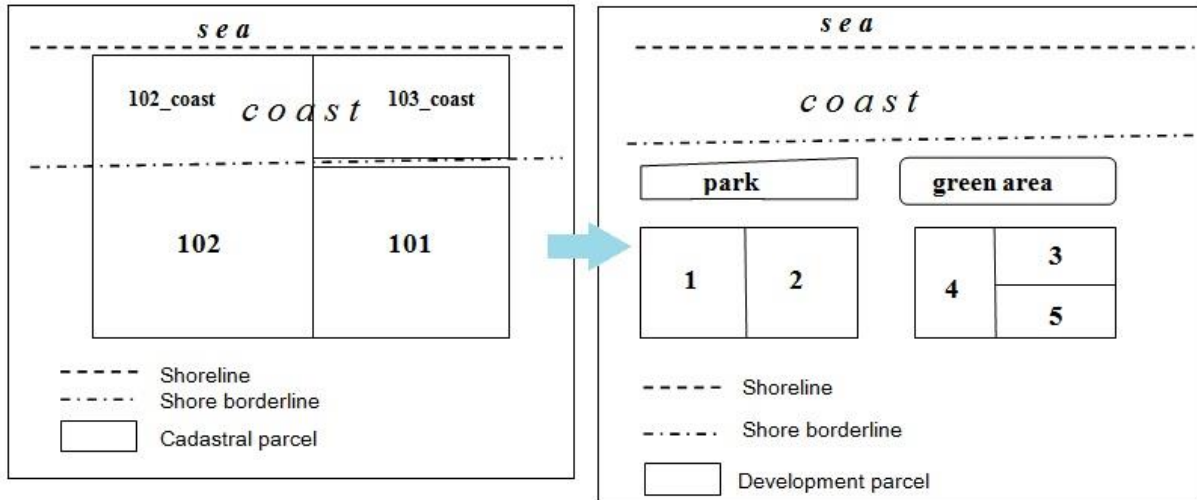 s e a
102_coast
103_coast
c o a s t
102
101
Shoreline
Shore borderline
Cadastral parcel
s e a
c o a s t
park
green area
1
2
4
3
5
Shoreline
Shore borderline
Development parcel